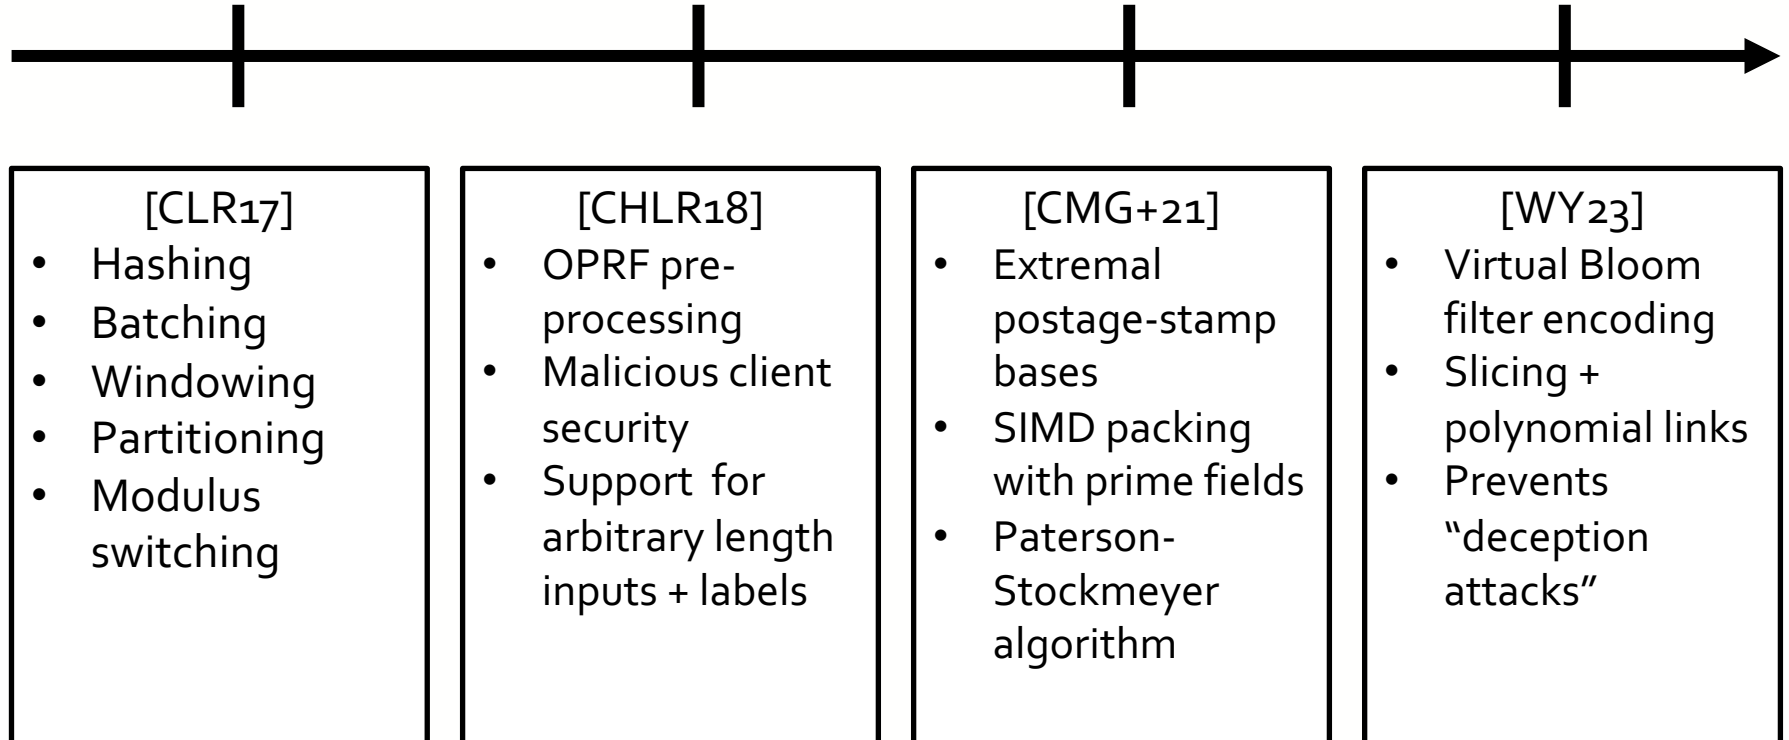 [CLR17]
• Hashing
• Batching
• Windowing
• Partitioning
• Modulus
switching
[CHLR18]
• OPRF pre-
processing
• Malicious client
security
• Support for
arbitrary length
inputs + labels
[CMG+21]
• Extremal
postage-stamp
bases
• SIMD packing
with prime fields
• Paterson-
Stockmeyer
algorithm
[WY23]
• Virtual Bloom
filter encoding
• Slicing +
polynomial links
• Prevents
“deception
attacks”